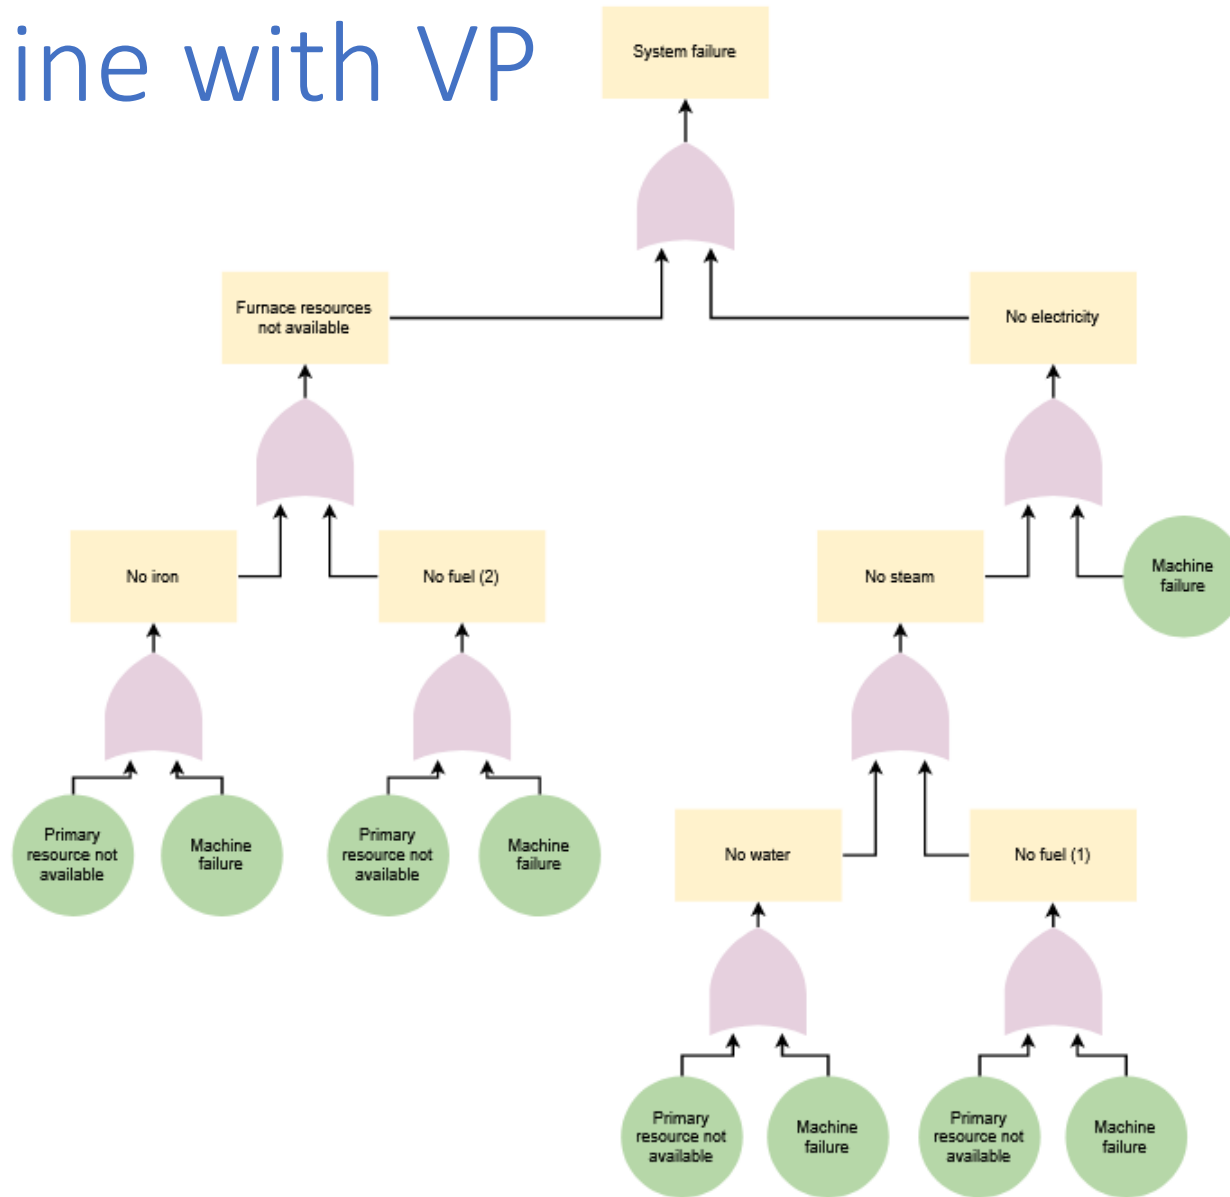 ine with VP
System failure
Furnace resources
not available
No electricity
No iron
No fuel (2)
No steam
Machine
failure
Primary
resource not
available
Machine
failure
Primary
resource not
available
Machine
failure
No water
No fuel (1)
Primary
resource not
available
Machine
failure
Primary
resource not
available
Machine
failure